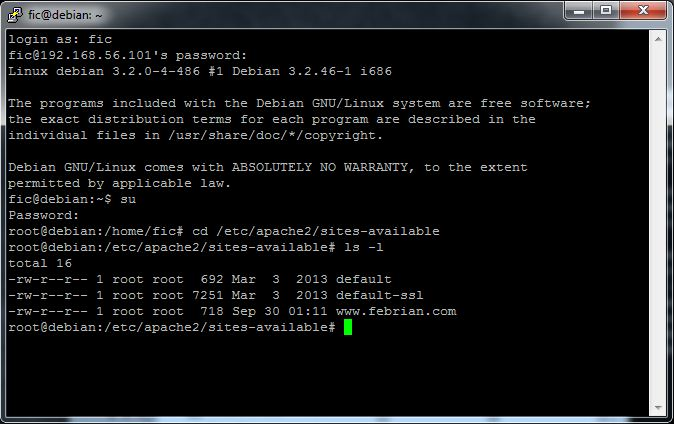 fic@debian: ~
login as: fic
fic@192.168.56.101's password:
Linux debian 3.2.0-4-486 #1 Debian 3.2.46-1 i686
The programs included with the Debian GNU/Linux system are free software;
the exact distribution terms for each program are described in the
individual files in /usr/share/doc/*/copyright.
Debian GNU/Linux comes with ABSOLUTELY NO WARRANTY, to the extent
permitted by applicable law.
fic@debian:~$ su
Password:
root@debian:/home/fic# cd /etc/apache2/sites-available
root@debian:/etc/apache2/sites-available# ls -l
total 16
-rw-r--r-- 1 root root  692 Mar  3  2013 default
-rw-r--r-- 1 root root 7251 Mar  3  2013 default-ssl
-rw-r--r-- 1 root root  718 Sep 30 01:11 www.febrian.com
root@debian:/etc/apache2/sites-available#